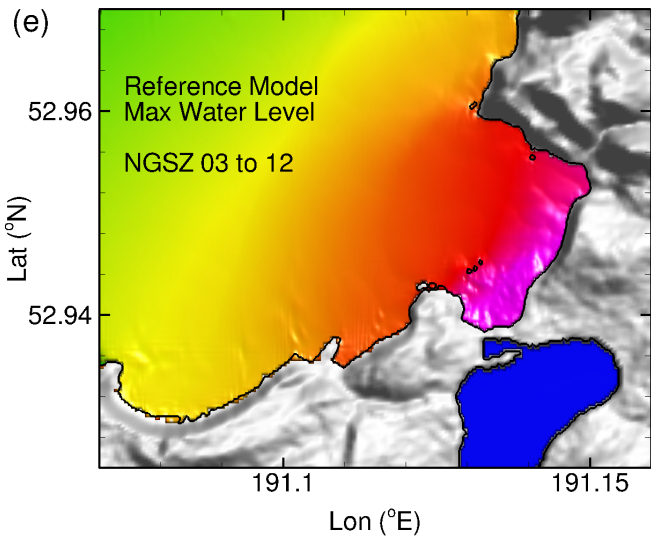 (e)
Reference Model
Max Water Level
NGSZ 03 to 12
52.96
52.94
Lat (°N)
191.1
191.15
Lon (°E)